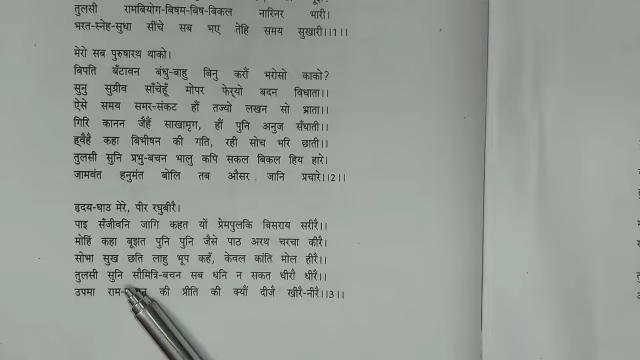 तुलसी रामबियोग-बिषम-बिष-बिकल नारिनर भारी।
भरत-स्नेह-सुधा सींचे सब भए तेहि समय सुखारी।।1।।
मेरो सब पुरुषारथ थाको।
बिपति बँटावन बंधु-बाहु बिनु करौं भरोसो काको?
सुनु सुग्रीव साँचेहूँ मोपर फेर्‌यो बदन विधाता।।
ऐसे समय समर-संकट हौं तज्यो लखन सो भ्राता।।
गिरि कानन जैहैं साखामृग, हौं पुनि अनुज सँघाती।।
ह्वैहै कहा बिभीषन की गति, रही सोच भरि छाती।।
तुलसी सुनि प्रभु-बचन भालु कपि सकल बिकल हिय हारे।
जामवंत हनुमंत बोलि तब औसर जानि प्रचारे।।2।।
हृदय-घाउ मेरे, पीर रघुबीरै।
पाइ सँजीवनि जागि कहत यों प्रेमपुलकि बिसराय सरीरै।।
मोहिं कहा बूझत पुनि पुनि जैसे पाठ अरथ चरचा कीरै।
सोभा सुख छति लाहु भूप कहँ, केवल कांति मोल हीरै।।
तुलसी सुनि सौमित्रि-बचन सब धनि न सकत धीरौ धीरै।।
उपमा राम- की प्रीति की क्यौं दीजै खीरै-नीरै।।3।।